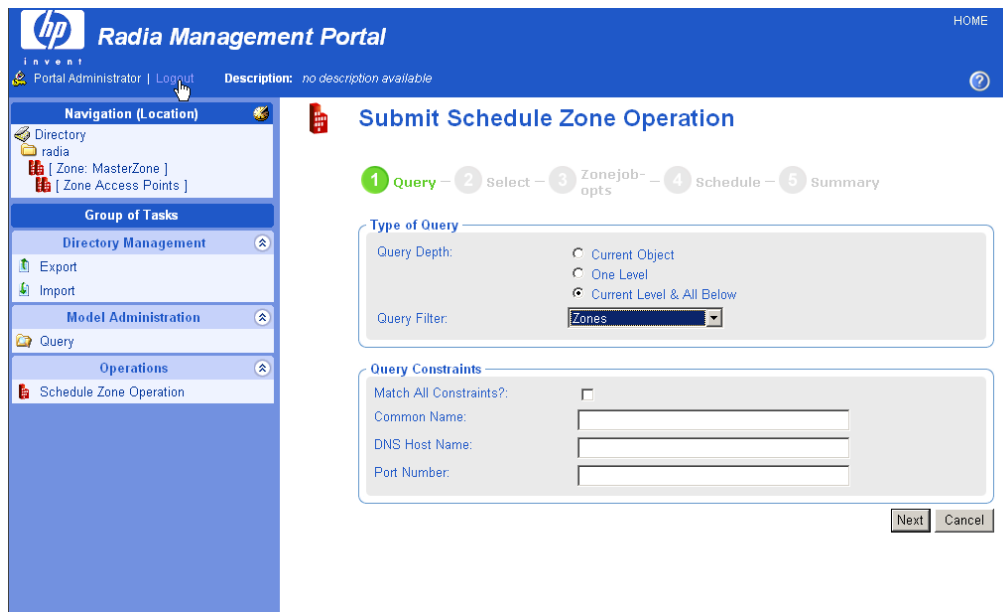 hp
invent
Radia Management Portal
HOME
Portal Administrator | Logout
Description: no description available
?
Navigation (Location)
Directory
radia
[ Zone: MasterZone ]
[ Zone Access Points ]
Group of Tasks
Directory Management
Export
Import
Model Administration
Query
Operations
Schedule Zone Operation
Submit Schedule Zone Operation
1 Query – 2 Select – 3 Zonejob-opts – 4 Schedule – 5 Summary
Type of Query
Query Depth:
Current Object
One Level
Current Level & All Below
Query Filter:
Zones
Query Constraints
Match All Constraints?:
Common Name:
DNS Host Name:
Port Number:
Next
Cancel